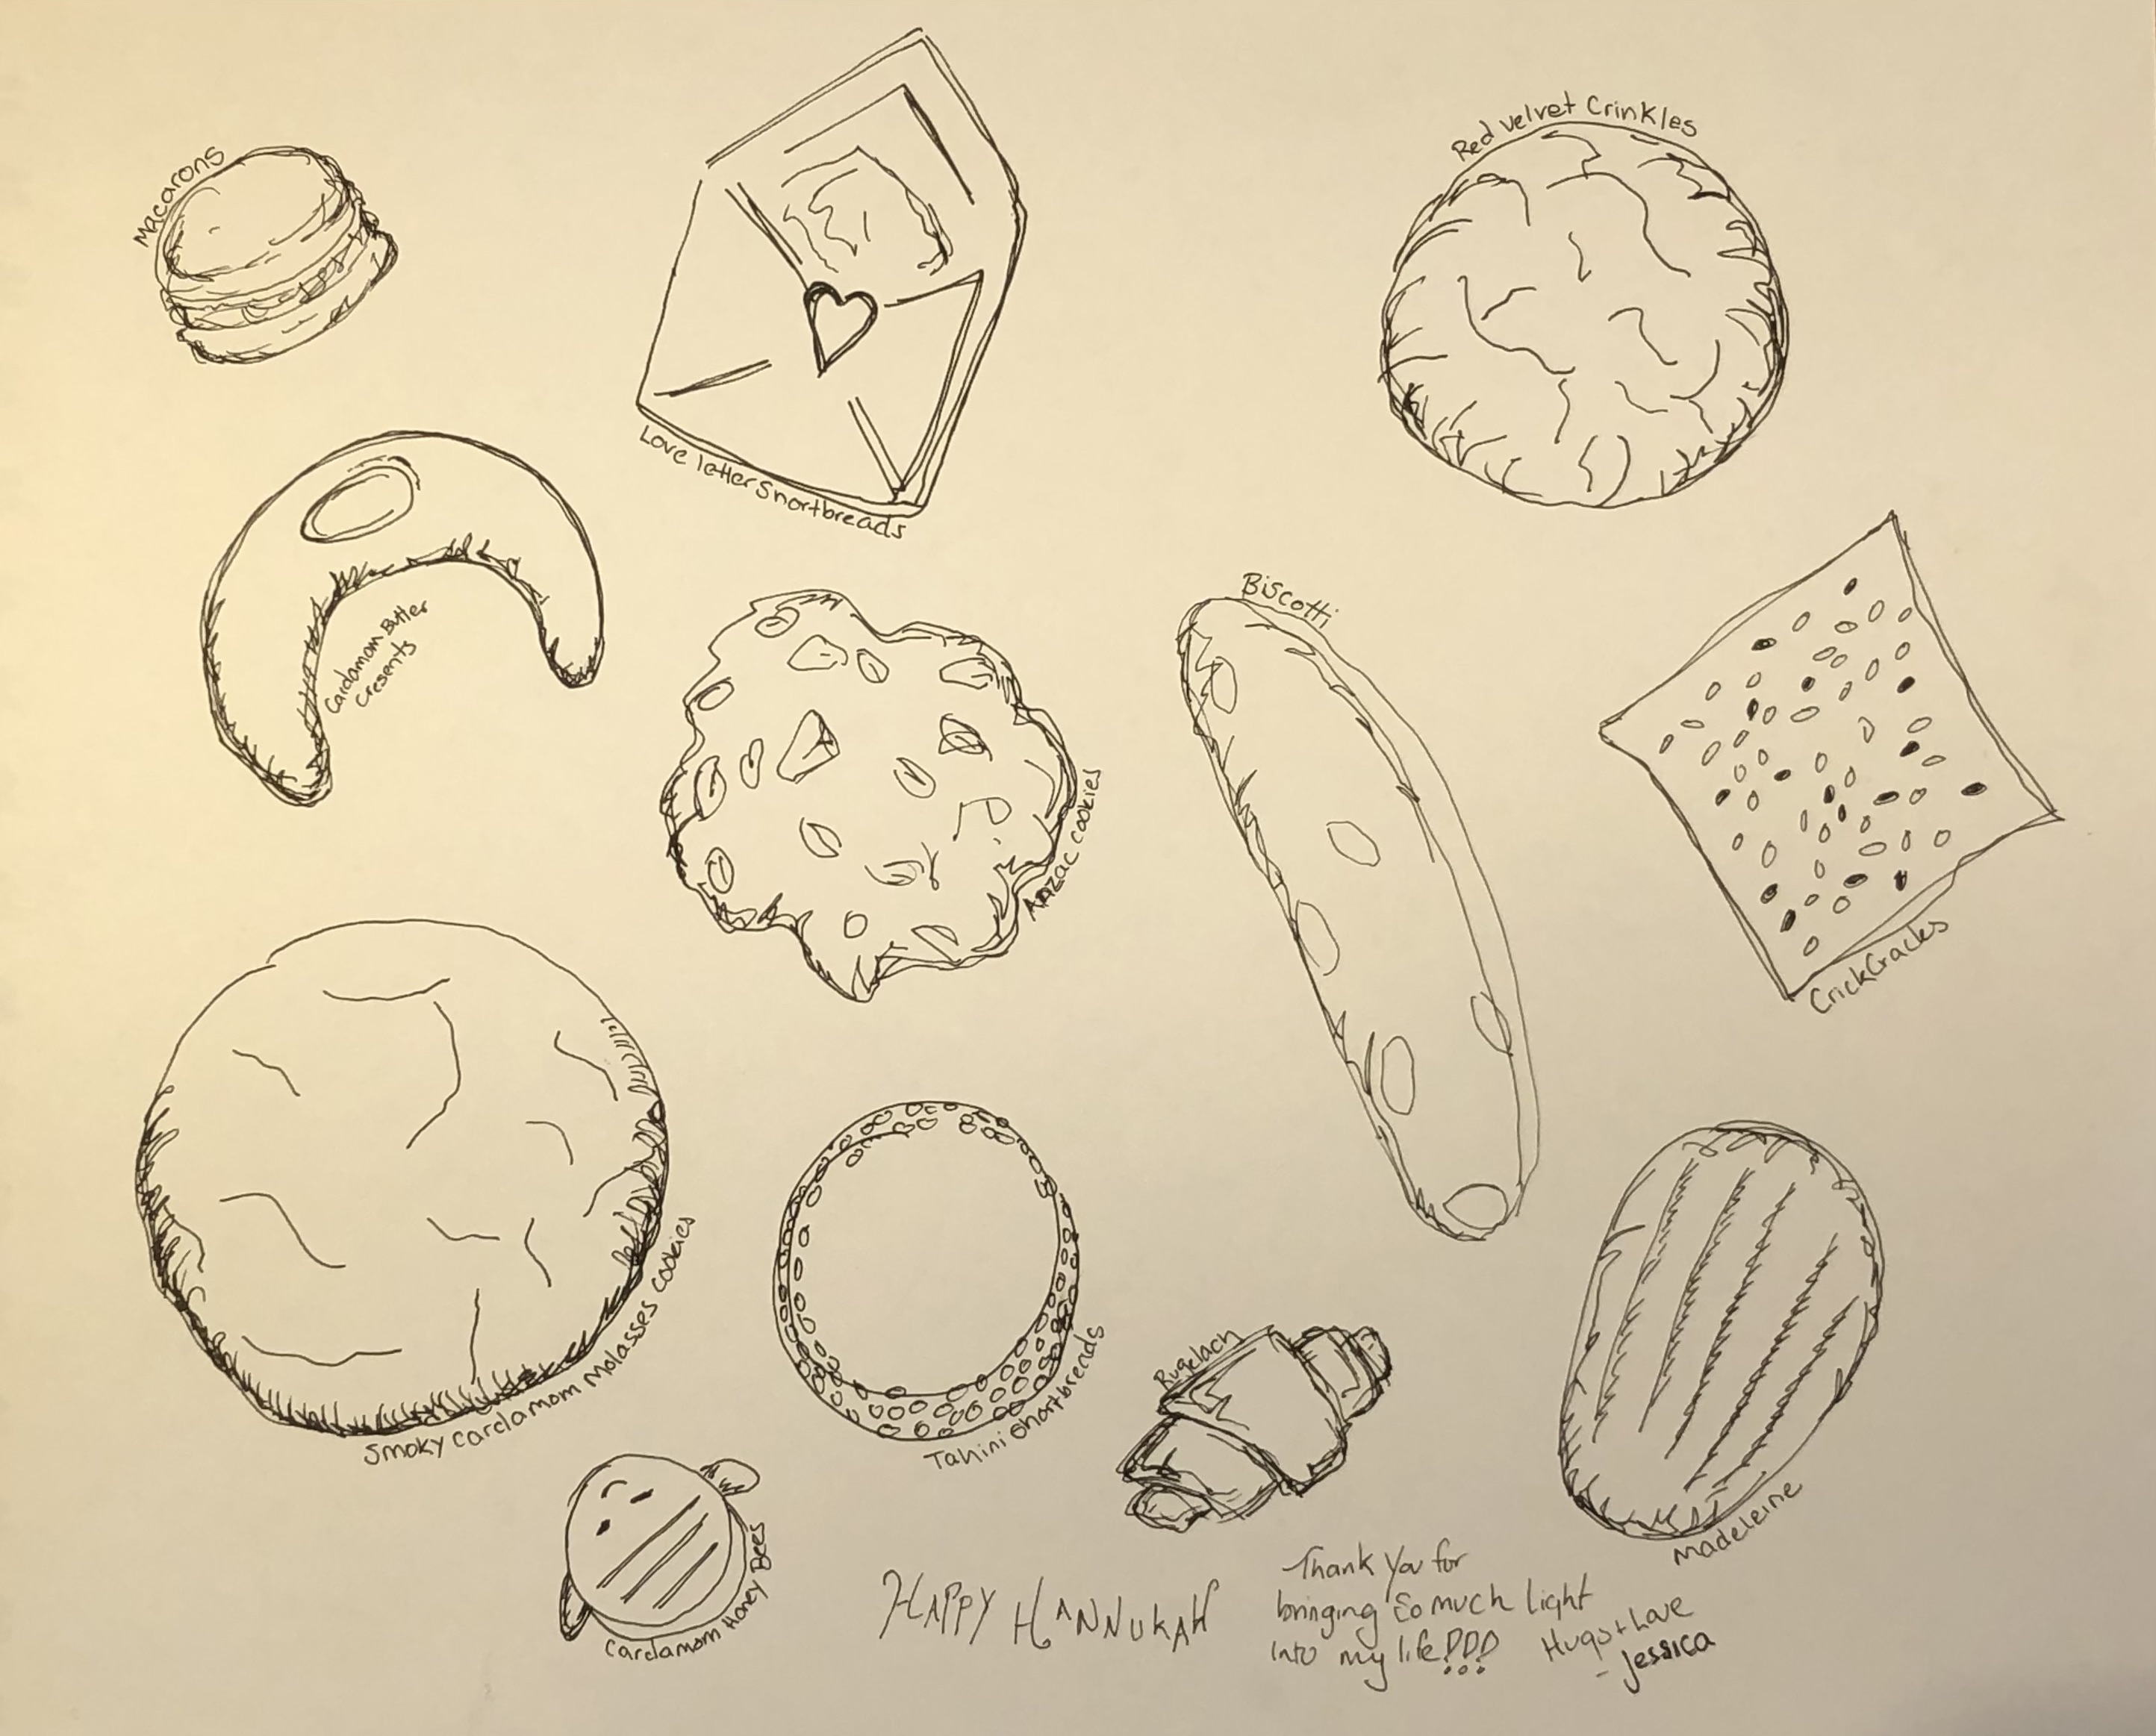 Macarons
Love letter Shortbreads
Red Velvet Crinkles
Cardamom Butter
Cresents
Anzac cookies
Biscotti
CrickCracks
Smoky Cardamom Molasses Cookies
Tahini Shortbreads
Rugelach
Madeleine
Cardamom Honey Bees
HAPPY HANNUKAH
Thank you for
bringing so much light
into my life!!!
Hugs + Love
- Jessica